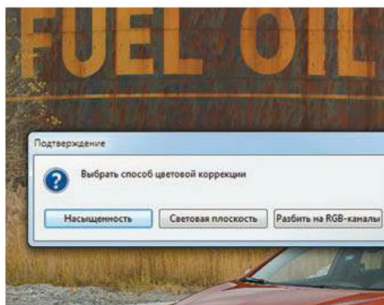 FUEL OIL
Подтверждение
Выбрать способ цветовой коррекции
Насыщенность
Световая плоскость
Разбить на RGB-каналы